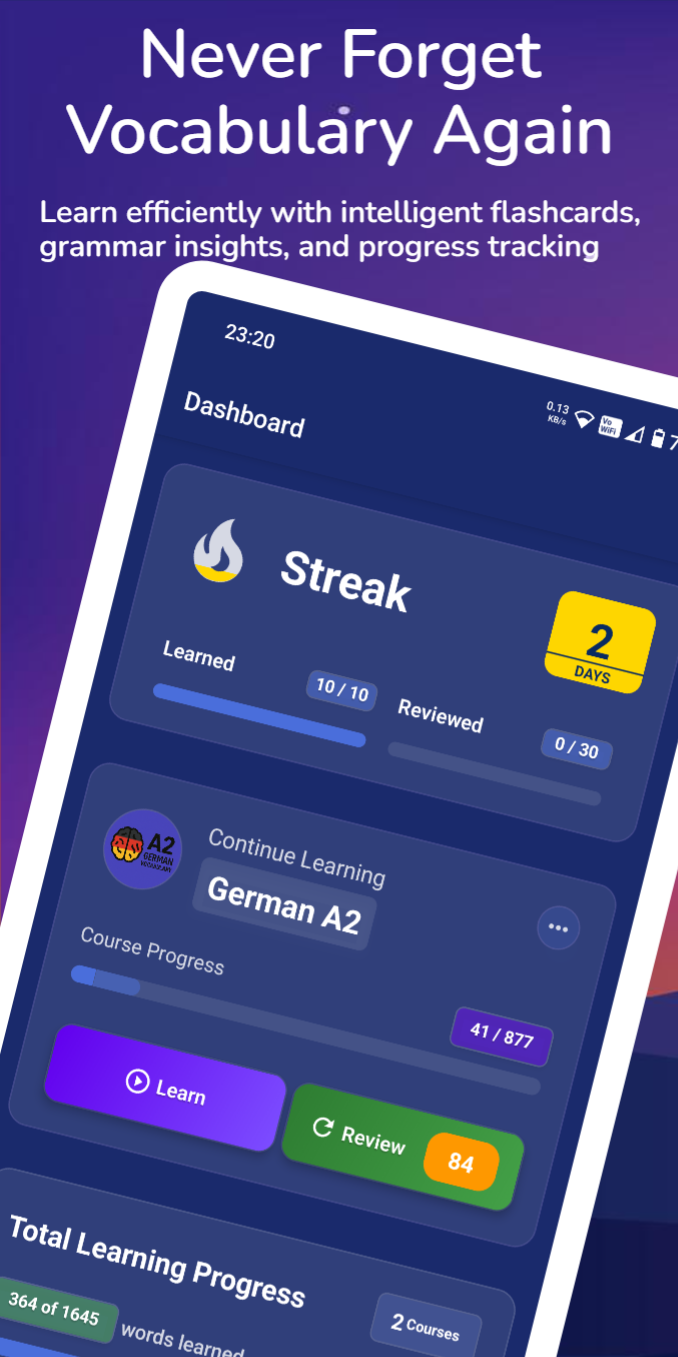 Never Forget
Vocabulary Again
Learn efficiently with intelligent flashcards,
grammar insights, and progress tracking
23:20
0.13
KB/s
Vo
WiFi
7
Dashboard
Streak
2
DAYS
Learned
10 / 10
Reviewed
0 / 30
A2
GERMAN
VOCABULARY
Continue Learning
German A2
Course Progress
41 / 877
Learn
Review
84
Total Learning Progress
2 Courses
364 of 1645
words learned